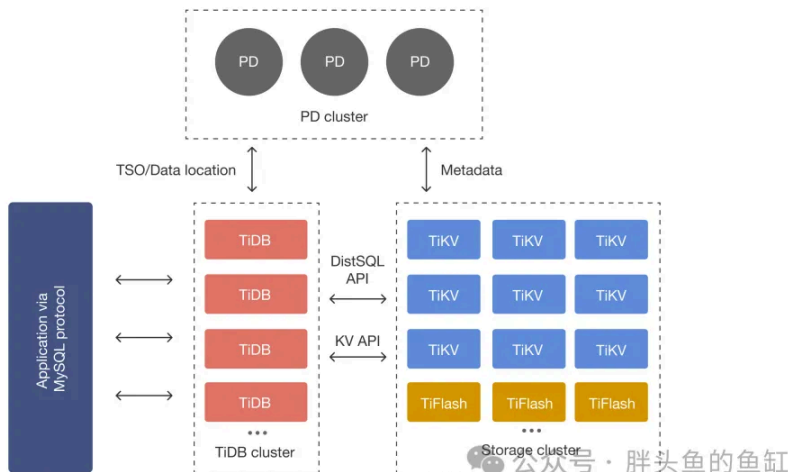 PD PD PD
PD cluster
TSO/Data location
Metadata
Application via
MySQL protocol
TiDB
TiDB
TiDB
TiDB
•••
TiDB cluster
DistSQL
API
KV API
TiKV TiKV TiKV
TiKV TiKV TiKV
TiKV TiKV TiKV
TiFlash TiFlash TiFlash
•••
Storage cluster
公众号 · 胖头鱼的鱼缸